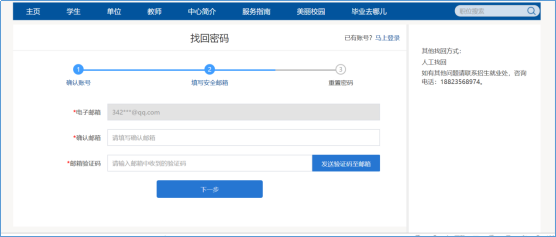 主页 学生 单位 教师 中心简介 服务指南 美丽校园 毕业去哪儿 职位搜索
找回密码 已有账号? 马上登录
1 2 3
确认账号 填写安全邮箱 重置密码
*电子邮箱 342***@qq.com
*确认邮箱 请填写确认邮箱
*邮箱验证码 请输入邮箱中收到的验证码 发送验证码至邮箱
下一步
其他找回方式:
人工找回
如有其他问题请联系招生就业处，咨询
电话：18823568974。